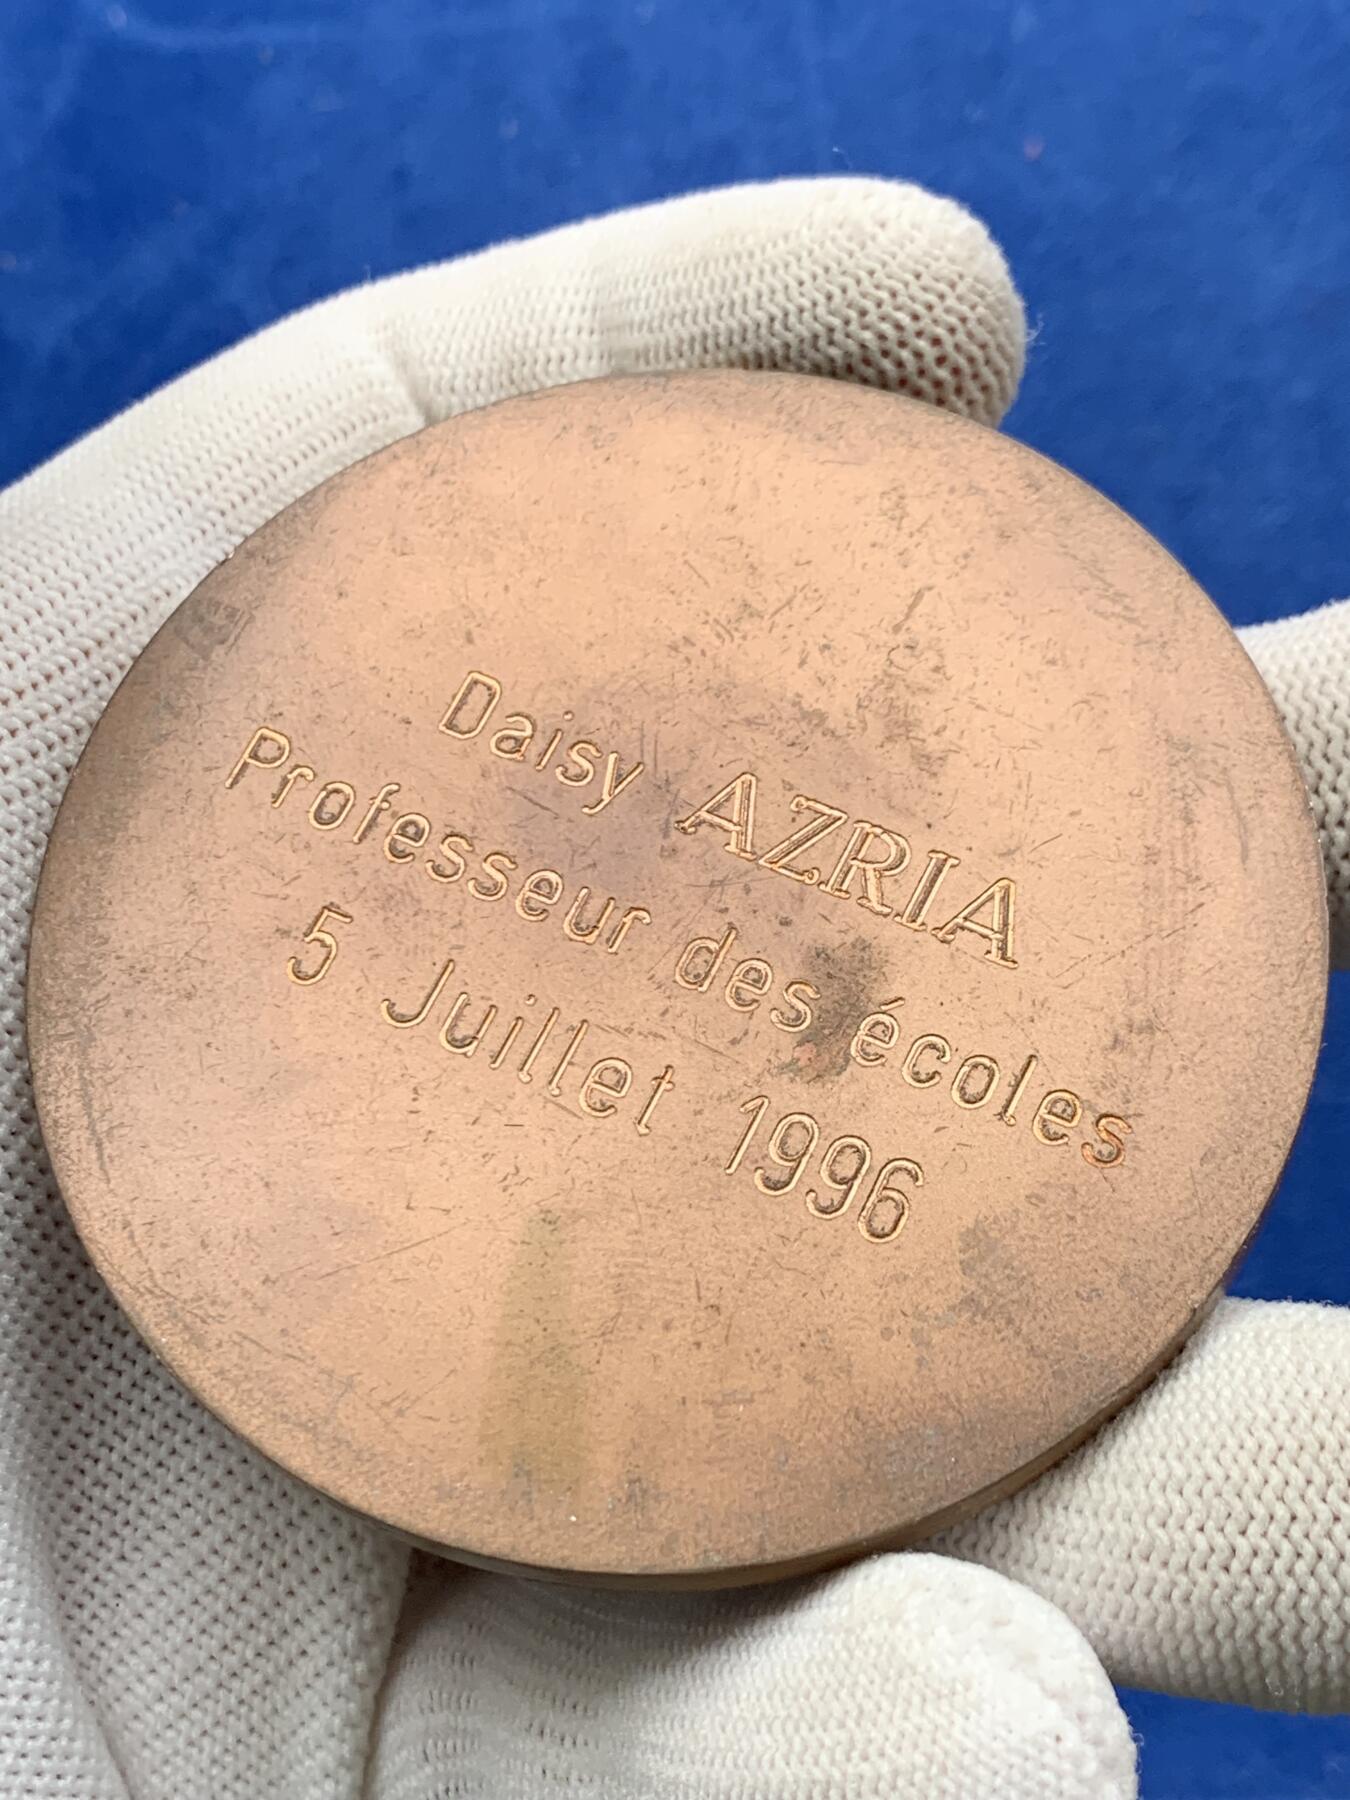 Daisy AZRIA
Professeur des écoles
5 Juillet 1996